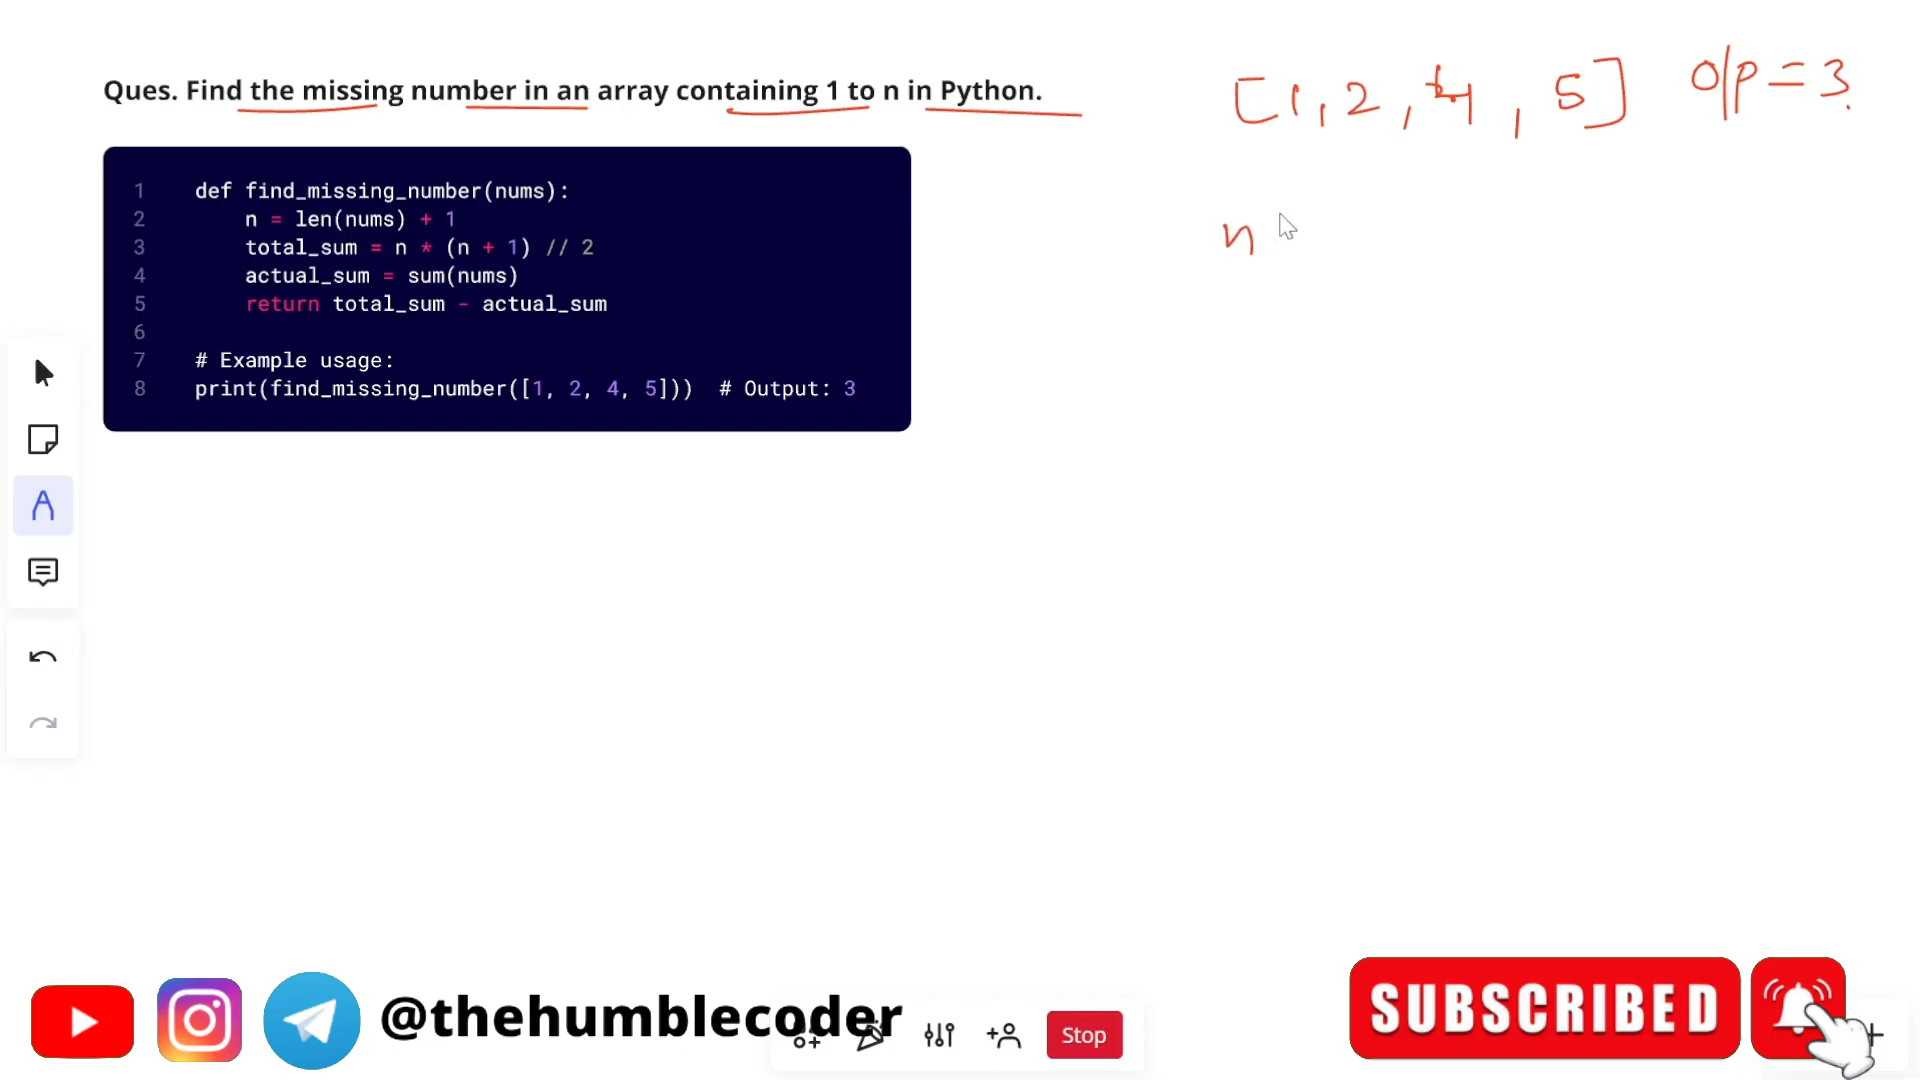 Ques. Find the missing number in an array containing 1 to n in Python.
[1, 2, 4, 5] o/p = 3
n
1 def find_missing_number(nums):
2 n = len(nums) + 1
3 total_sum = n * (n + 1) // 2
4 actual_sum = sum(nums)
5 return total_sum - actual_sum
6
7 # Example usage:
8 print(find_missing_number([1, 2, 4, 5])) # Output: 3
@thehumblecoder
Stop
SUBSCRIBED